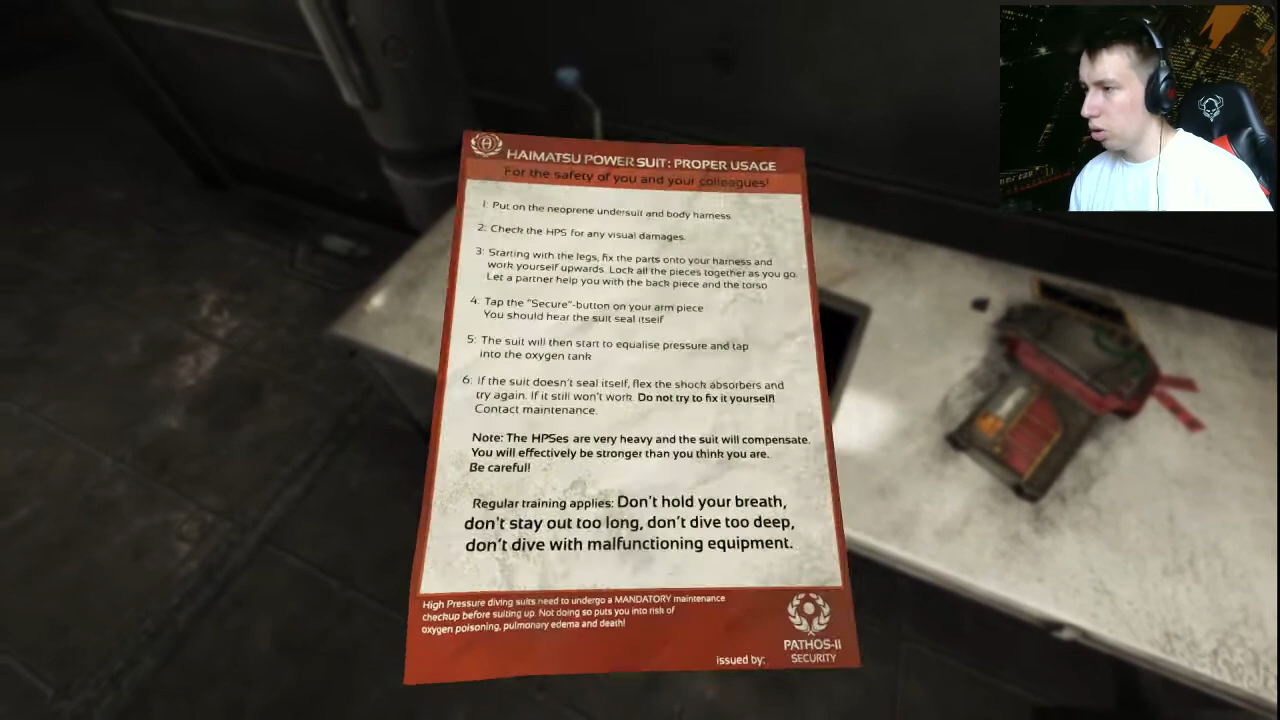 HAIMATSU POWER SUIT: PROPER USAGE
For the safety of you and your colleagues!
1: Put on the neoprene undersuit and body harness
2: Check the HPS for any visual damages.
3: Starting with the legs, fix the parts onto your harness and
work yourself upwards. Lock all the pieces together as you go.
Let a partner help you with the back piece and the torso
4: Tap the "Secure"-button on your arm piece
You should hear the suit seal itself
5: The suit will then start to equalise pressure and tap
into the oxygen tank
6: If the suit doesn't seal itself, flex the shock absorbers and
try again. If it still won't work. Do not try to fix it yourself!
Contact maintenance.
Note: The HPSes are very heavy and the suit will compensate.
You will effectively be stronger than you think you are.
Be careful!
Regular training applies: Don't hold your breath,
don't stay out too long, don't dive too deep,
don't dive with malfunctioning equipment.
High Pressure diving suits need to undergo a MANDATORY maintenance
checkup before suiting up. Not doing so puts you into risk of
oxygen poisoning, pulmonary edema and death!
issued by:
PATHOS-II
SECURITY